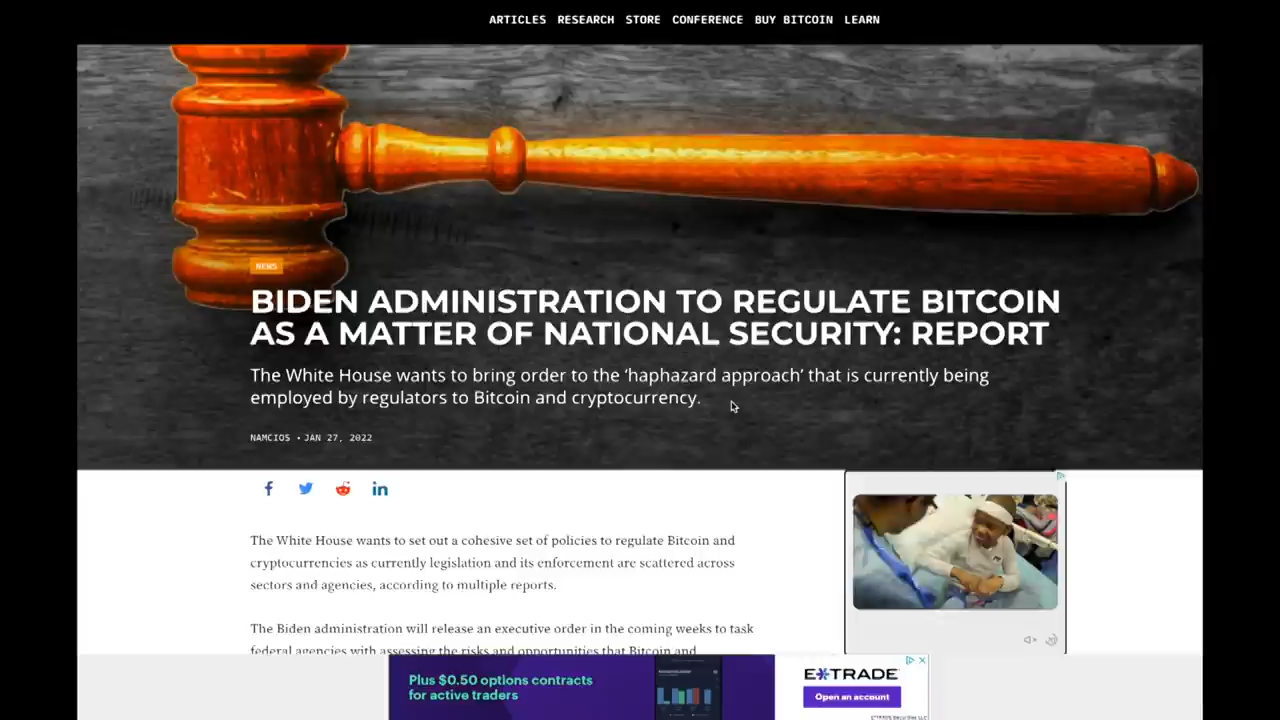 ARTICLES RESEARCH STORE CONFERENCE BUY BITCOIN LEARN
NEWS
BIDEN ADMINISTRATION TO REGULATE BITCOIN
AS A MATTER OF NATIONAL SECURITY: REPORT
The White House wants to bring order to the ‘haphazard approach’ that is currently being
employed by regulators to Bitcoin and cryptocurrency.
NAMCIOS • JAN 27, 2022
The White House wants to set out a cohesive set of policies to regulate Bitcoin and
cryptocurrencies as currently legislation and its enforcement are scattered across
sectors and agencies, according to multiple reports.
The Biden administration will release an executive order in the coming weeks to task
federal agencies with assessing the risks and opportunities that Bitcoin and
Plus $0.50 options contracts
for active traders
E*TRADE
Open an account
E*TRADE Securities LLC